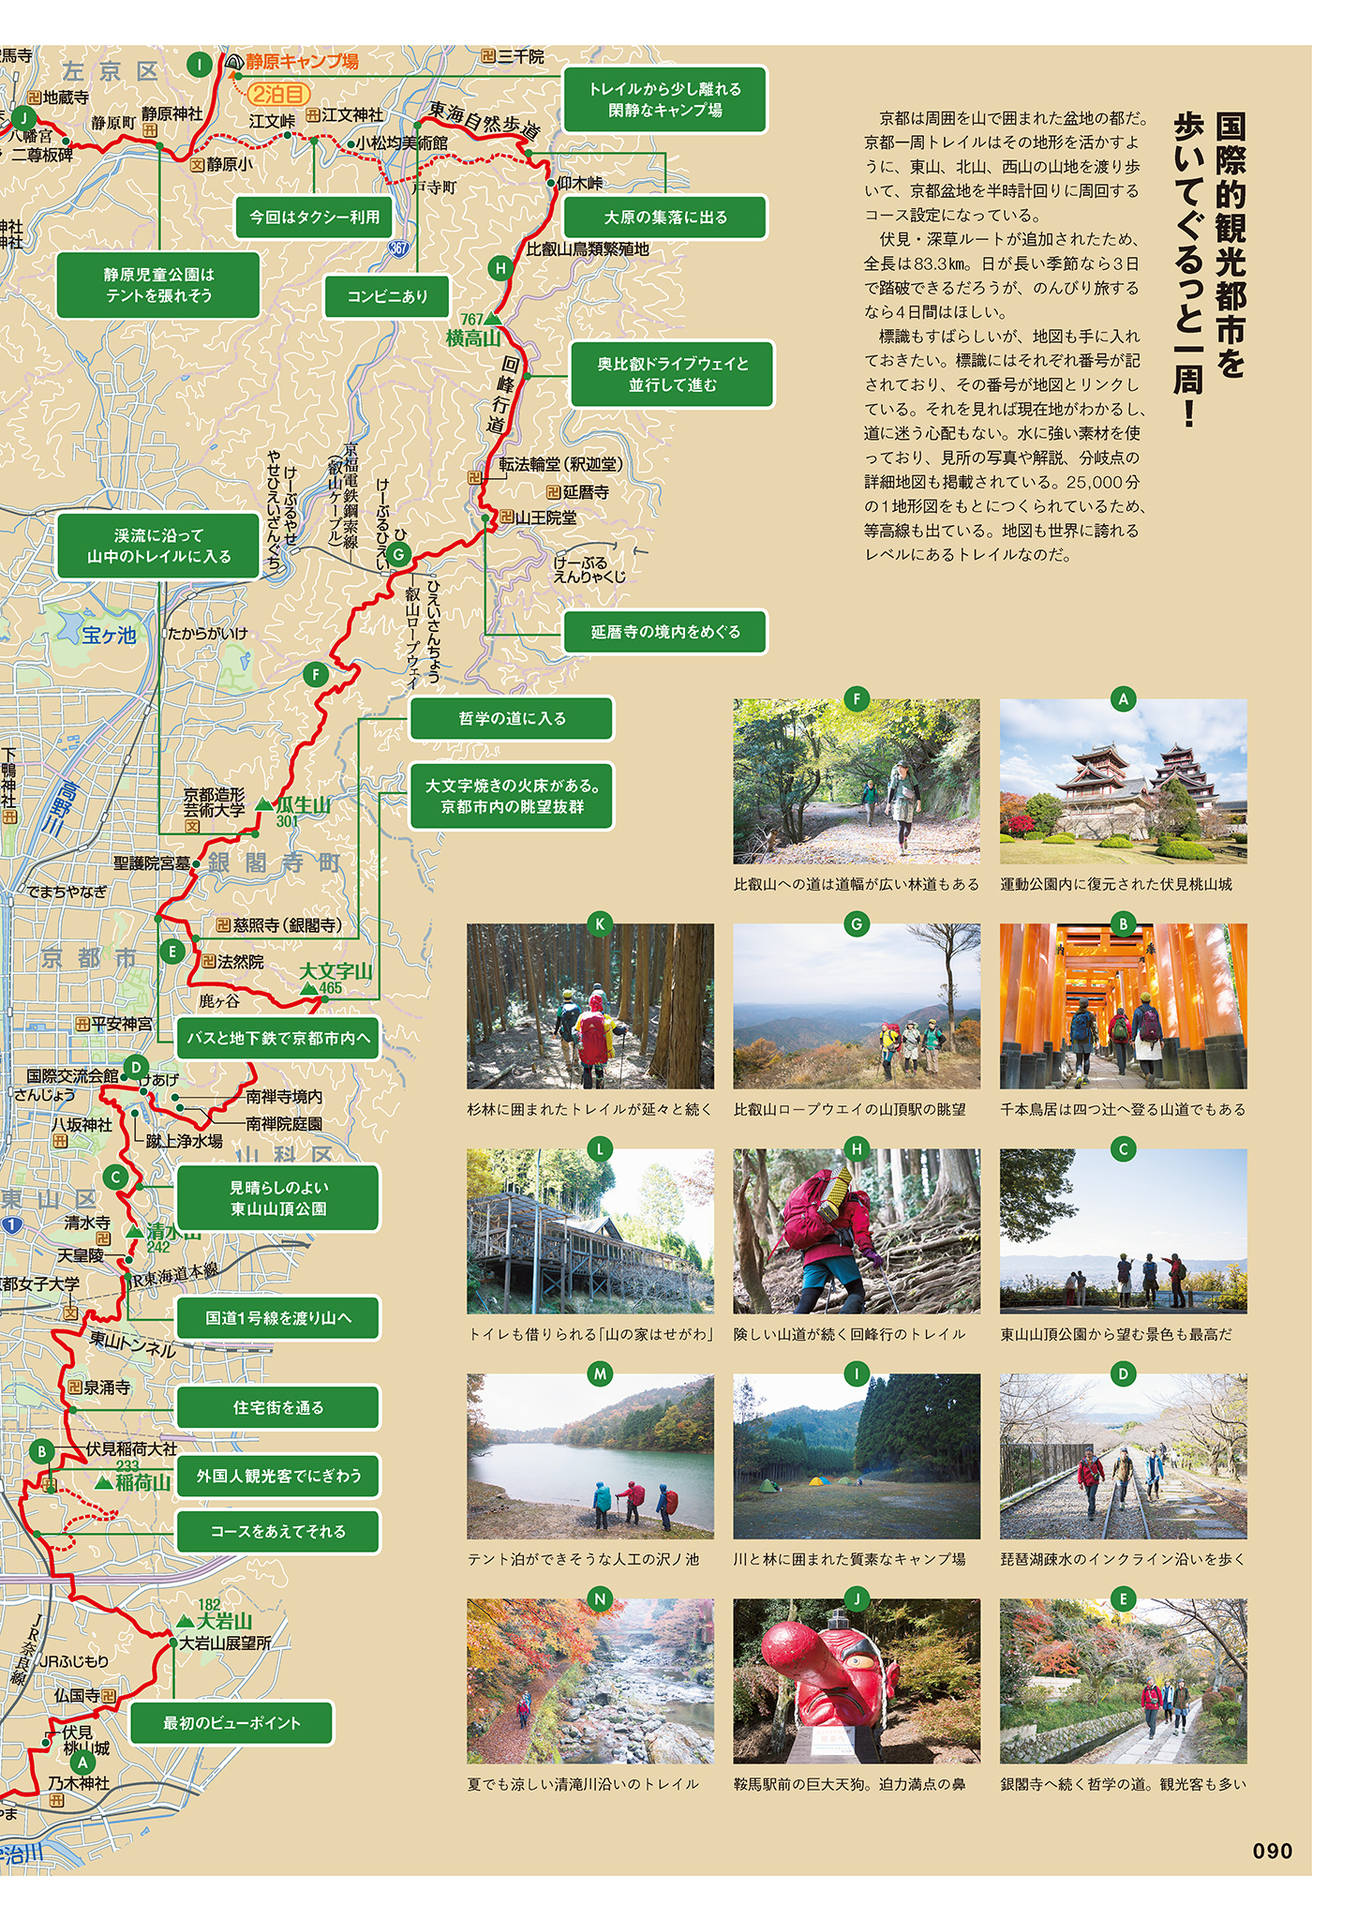 国際的観光都市を
歩いてぐるっと一周！
京都は周囲を山で囲まれた盆地の都だ。
京都一周トレイルはその地形を活かすよ
うに、東山、北山、西山の山地を渡り歩
いて、京都盆地を半時計回りに周回する
コース設定になっている。
伏見・深草ルートが追加されたため、
全長は83.3㎞。日が長い季節なら3日
で踏破できるだろうが、のんびり旅する
なら4日間はほしい。
標識もすばらしいが、地図も手に入れ
ておきたい。標識にはそれぞれ番号が記
されており、その番号が地図とリンクし
ている。それを見れば現在地がわかるし、
道に迷う心配もない。水に強い素材を使
っており、見所の写真や解説、分岐点の
詳細地図も掲載されている。25,000分
の1地形図をもとにつくられているため、
等高線も出ている。地図も世界に誇れる
レベルにあるトレイルなのだ。
左京区
I
静原キャンプ場
2泊目
卍三千院
トレイルから少し離れる
閑静なキャンプ場
卍地蔵寺
J
八幡宮
二尊板碑
静原町
静原神社
江文峠
江文神社
東海自然歩道
小松均美術館
文静原小
戸寺町
仰木峠
今回はタクシー利用
大原の集落に出る
367
比叡山鳥類繁殖地
H
静原児童公園は
テントを張れそう
コンビニあり
767
横高山
回峰行道
奥比叡ドライブウェイと
並行して進む
転法輪堂（釈迦堂）
卍延暦寺
卍山王院堂
やせひえいざんぐち
けーぶるやせ
京福電鉄鋼索線
（叡山ケーブル）
けーぶるひえい
G
けーぶる
えんりゃくじ
渓流に沿って
山中のトレイルに入る
叡山ロープウェイ
ひえいさんちょう
延暦寺の境内をめぐる
宝ヶ池
たからがいけ
F
哲学の道に入る
大文字焼きの火床がある。
京都市内の眺望抜群
下鴨神社
高野川
京都造形
芸術大学
文
瓜生山
301
聖護院宮墓
銀閣寺町
でまちやなぎ
卍慈照寺（銀閣寺）
京都市
E
卍法然院
大文字山
465
鹿ヶ谷
平安神宮
バスと地下鉄で京都市内へ
国際交流会館
D
けあげ
さんじょう
南禅寺境内
八坂神社
南禅院庭園
蹴上浄水場
山科区
C
見晴らしのよい
東山山頂公園
東山区
1
清水寺
卍
清水山
242
天皇陵
都女子大学
文
JR東海道本線
国道1号線を渡り山へ
東山トンネル
卍泉涌寺
住宅街を通る
B
伏見稲荷大社
233
稲荷山
外国人観光客でにぎわう
コースをあえてそれる
182
大岩山
大岩山展望所
JR奈良線
JRふじもり
仏国寺卍
最初のビューポイント
伏見
桃山城
A
乃木神社
宇治川
F
比叡山への道は道幅が広い林道もある
A
運動公園内に復元された伏見桃山城
K
杉林に囲まれたトレイルが延々と続く
G
比叡山ロープウエイの山頂駅の眺望
B
千本鳥居は四つ辻へ登る山道でもある
L
トイレも借りられる「山の家はせがわ」
H
険しい山道が続く回峰行のトレイル
C
東山山頂公園から望む景色も最高だ
M
テント泊ができそうな人工の沢ノ池
I
川と林に囲まれた質素なキャンプ場
D
琵琶湖疎水のインクライン沿いを歩く
N
夏でも涼しい清滝川沿いのトレイル
J
鞍馬駅前の巨大天狗。迫力満点の鼻
E
銀閣寺へ続く哲学の道。観光客も多い
090